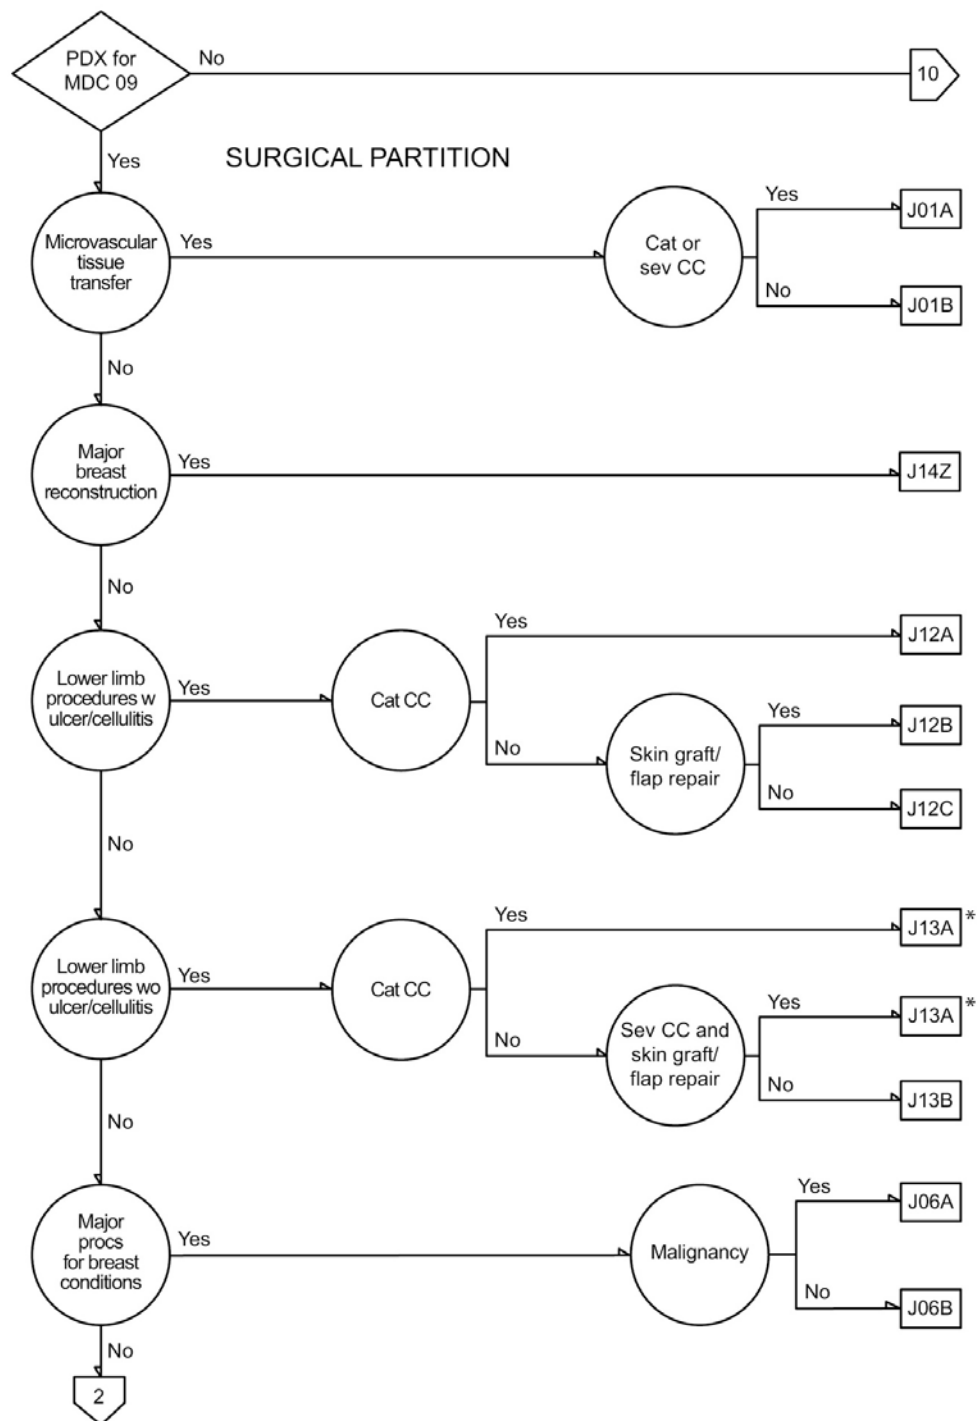 PDX for
MDC 09
No
10
Yes
SURGICAL PARTITION
Microvascular
tissue
transfer
Yes
Cat or
sev CC
Yes
J01A
No
J01B
No
Major
breast
reconstruction
Yes
J14Z
No
Lower limb
procedures w
ulcer/cellulitis
Yes
Cat CC
Yes
J12A
No
Skin graft/
flap repair
Yes
J12B
No
J12C
No
Lower limb
procedures wo
ulcer/cellulitis
Yes
Cat CC
Yes
J13A *
No
Sev CC and
skin graft/
flap repair
Yes
J13A *
No
J13B
No
Major
procs
for breast
conditions
Yes
Malignancy
Yes
J06A
No
J06B
No
2